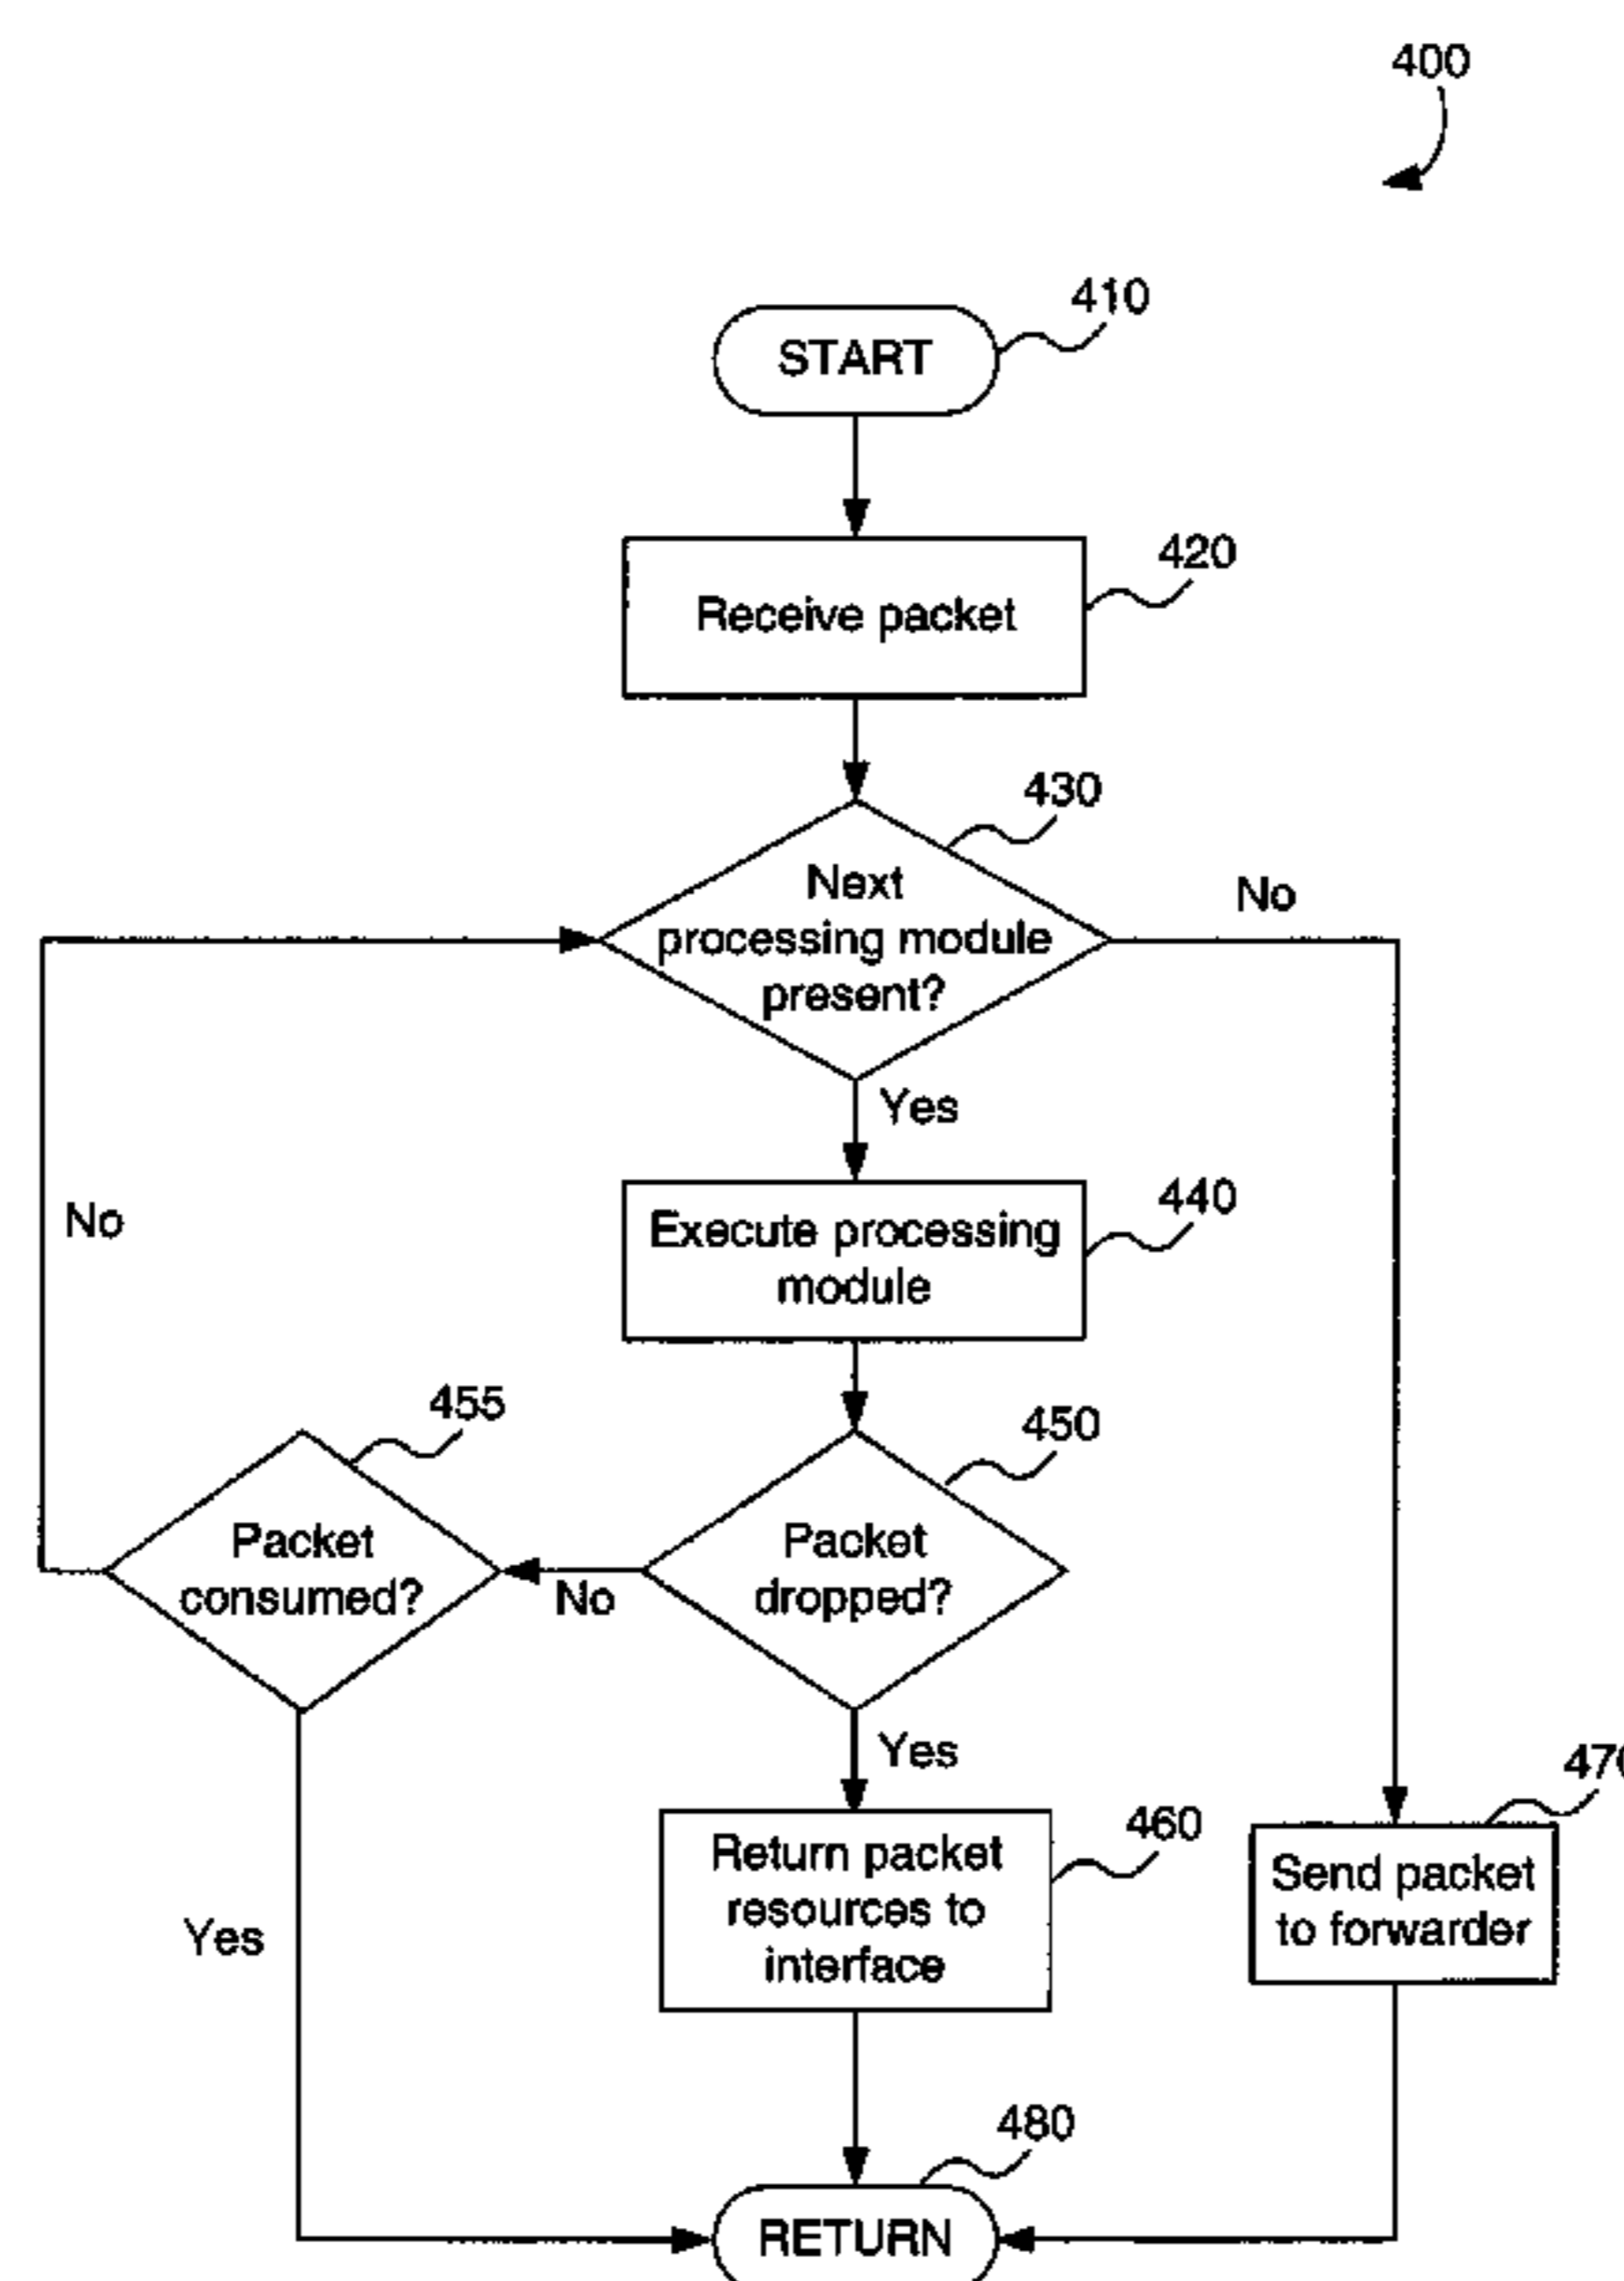 400
410
START
420
Receive packet
430
Next
processing module
present?
No
Yes
440
Execute processing
module
No
455
450
Packet
consumed?
Packet
dropped?
No
Yes
460
470
Return packet
resources to
interface
Send packet
to forwarder
Yes
480
RETURN